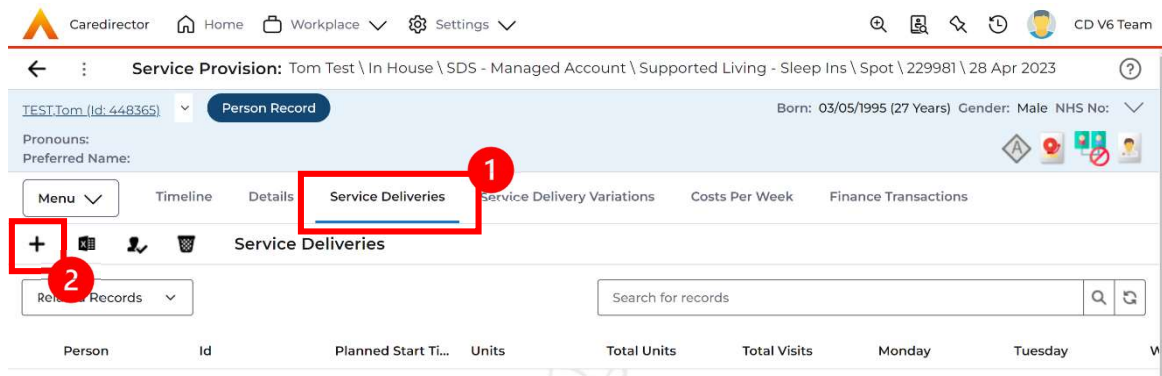 Caredirector Home Workplace Settings CD V6 Team
Service Provision: Tom Test \ In House \ SDS - Managed Account \ Supported Living - Sleep Ins \ Spot \ 229981 \ 28 Apr 2023 ?
TEST,Tom (Id: 448365) Person Record Born: 03/05/1995 (27 Years) Gender: Male NHS No:
Pronouns:
Preferred Name:
A
1
Menu Timeline Details Service Deliveries Service Delivery Variations Costs Per Week Finance Transactions
Service Deliveries
2
Records Search for records
Person Id Planned Start Ti... Units Total Units Total Visits Monday Tuesday